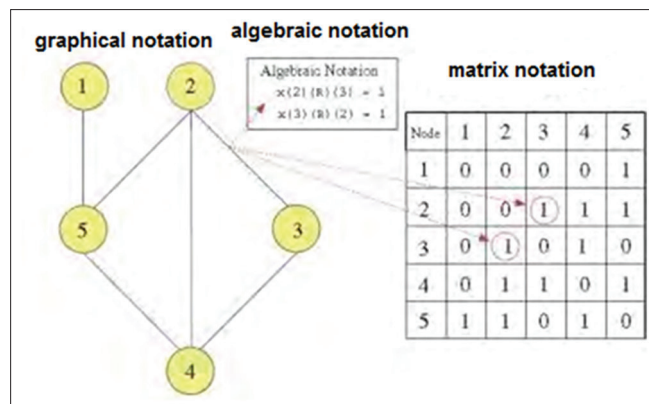 graphical notation
algebraic notation
matrix notation
1
2
5
3
4
Algebraic Notation
x(2)(R)(3) = 1
x(3)(R)(2) = 1
Node 1 2 3 4 5
1 0 0 0 0 1
2 0 0 1 1 1
3 0 1 0 1 0
4 0 1 1 0 1
5 1 1 0 1 0